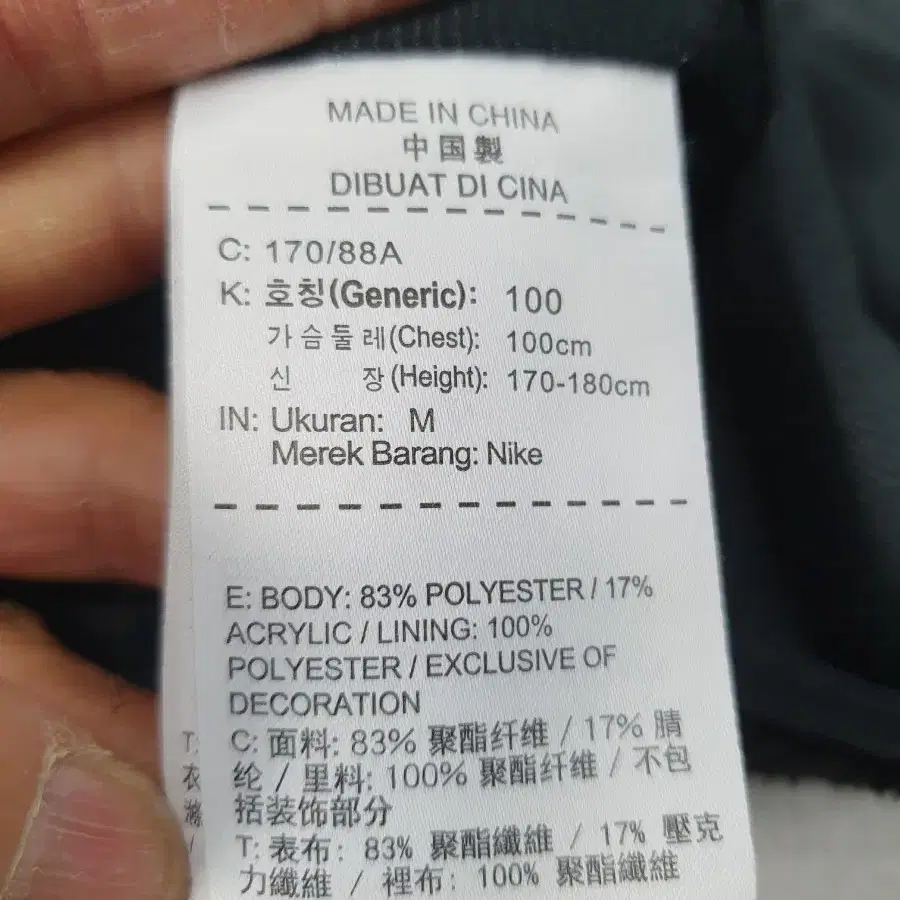 MADE IN CHINA
中国製
DIBUAT DI CINA
C: 170/88A
K: 호칭(Generic): 100
가슴둘레(Chest): 100cm
신 장(Height): 170-180cm
IN: Ukuran: M
Merek Barang: Nike
E: BODY: 83% POLYESTER / 17%
ACRYLIC / LINING: 100%
POLYESTER / EXCLUSIVE OF
DECORATION
C: 面料: 83% 聚酯纤维 / 17% 腈
纶 / 里料: 100% 聚酯纤维 / 不包
括装饰部分
T: 表布: 83% 聚酯纖維 / 17% 壓克
力纖維 / 裡布: 100% 聚酯纖維
T:
衣